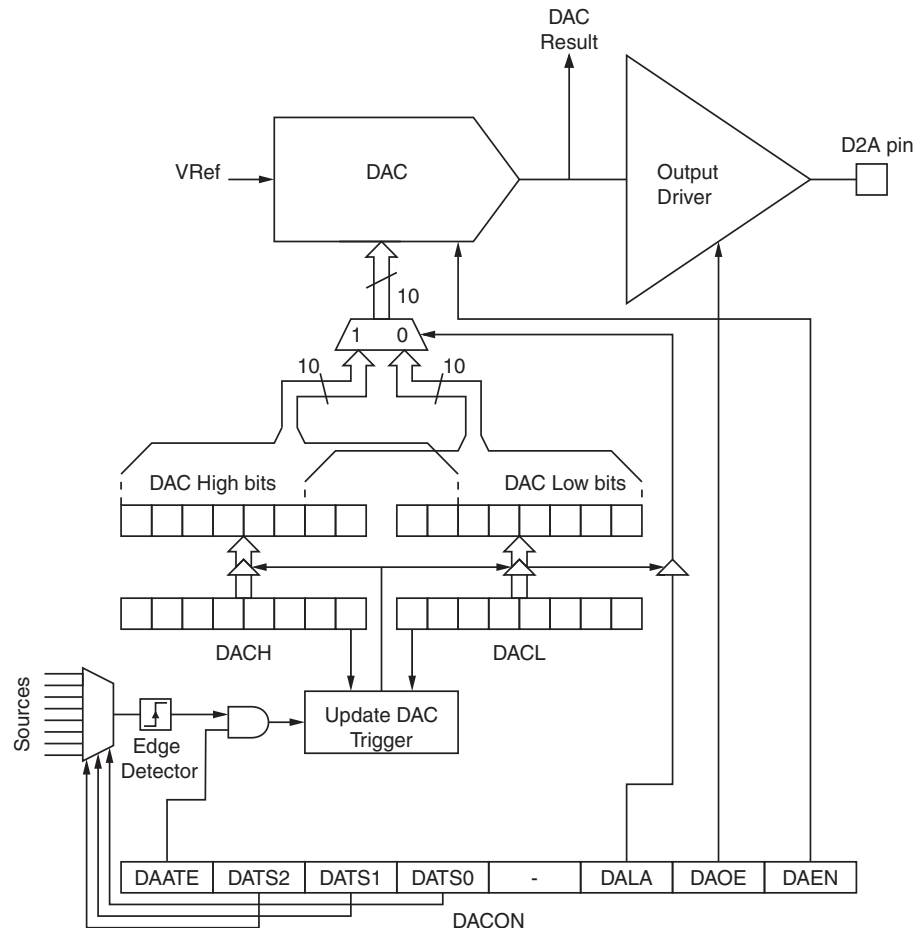 DAC
Result
D2A pin
VRef
DAC
Output
Driver
10
1 0
10
10
DAC High bits
DAC Low bits
DACH
DACL
Sources
Edge
Detector
Update DAC
Trigger
DAATE DATS2 DATS1 DATS0 - DALA DAOE DAEN
DACON